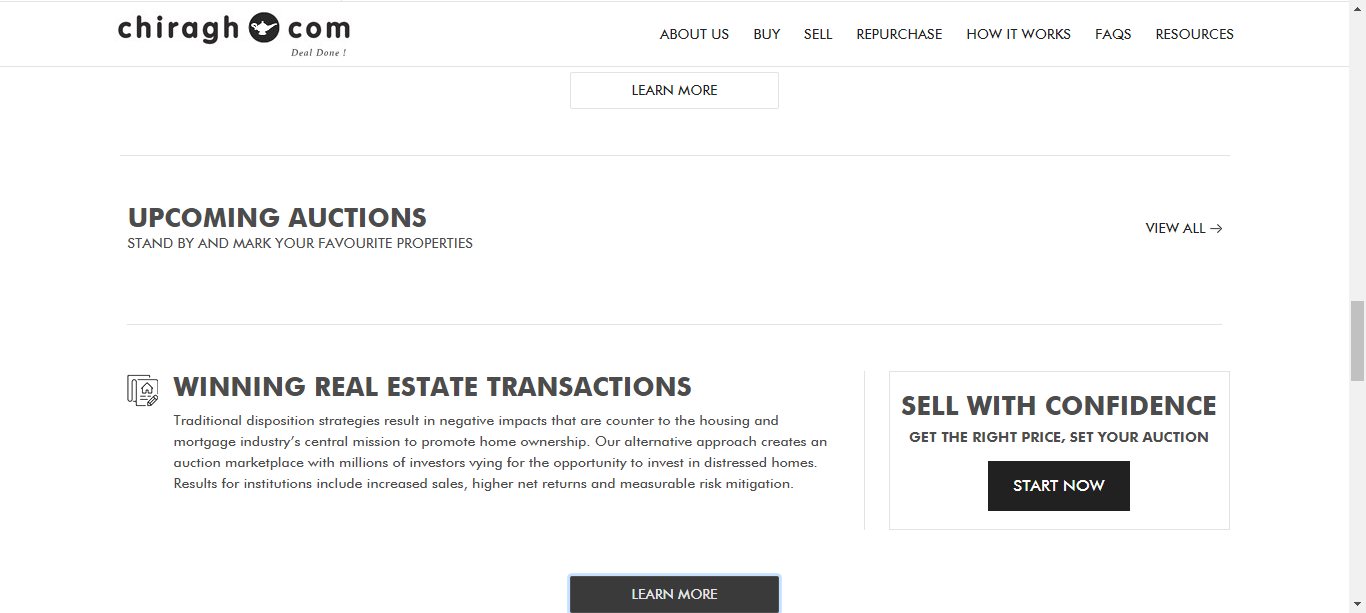 chiragh com
Deal Done !
ABOUT US BUY SELL REPURCHASE HOW IT WORKS FAQS RESOURCES
LEARN MORE
UPCOMING AUCTIONS
STAND BY AND MARK YOUR FAVOURITE PROPERTIES
VIEW ALL →
WINNING REAL ESTATE TRANSACTIONS
Traditional disposition strategies result in negative impacts that are counter to the housing and
mortgage industry’s central mission to promote home ownership. Our alternative approach creates an
auction marketplace with millions of investors vying for the opportunity to invest in distressed homes.
Results for institutions include increased sales, higher net returns and measurable risk mitigation.
SELL WITH CONFIDENCE
GET THE RIGHT PRICE, SET YOUR AUCTION
START NOW
LEARN MORE